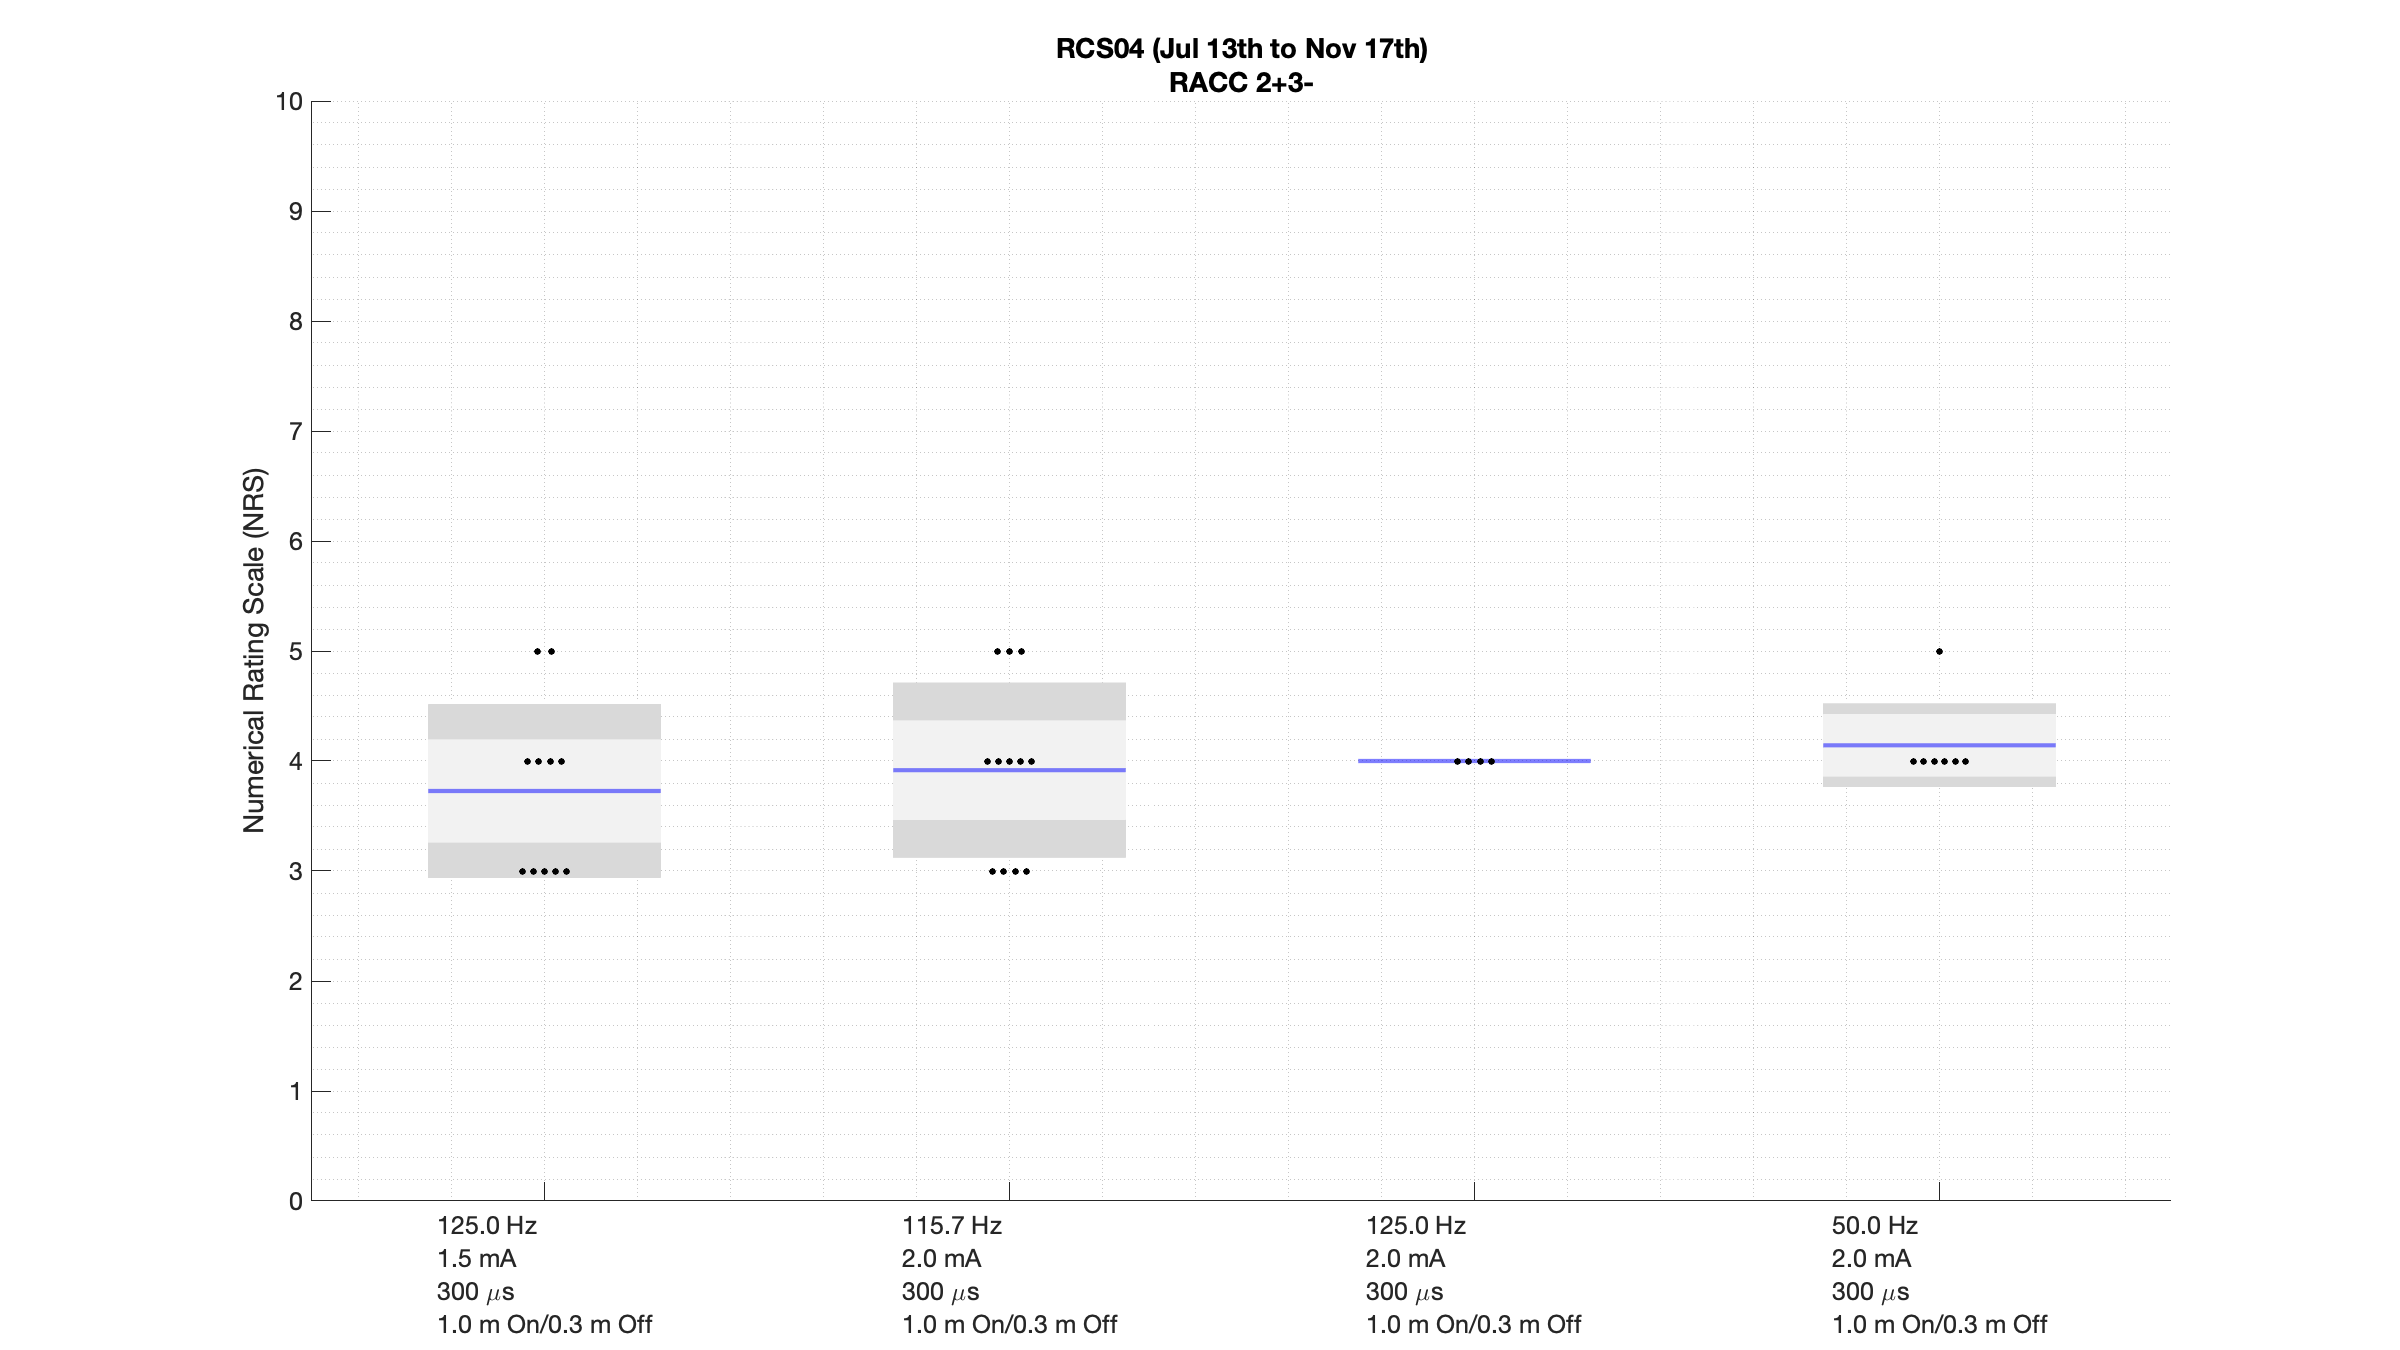 RCS04 (Jul 13th to Nov 17th)
RACC 2+3-
Numerical Rating Scale (NRS)
10
9
8
7
6
5
4
3
2
1
0
125.0 Hz
1.5 mA
300 μs
1.0 m On/0.3 m Off
115.7 Hz
2.0 mA
300 μs
1.0 m On/0.3 m Off
125.0 Hz
2.0 mA
300 μs
1.0 m On/0.3 m Off
50.0 Hz
2.0 mA
300 μs
1.0 m On/0.3 m Off